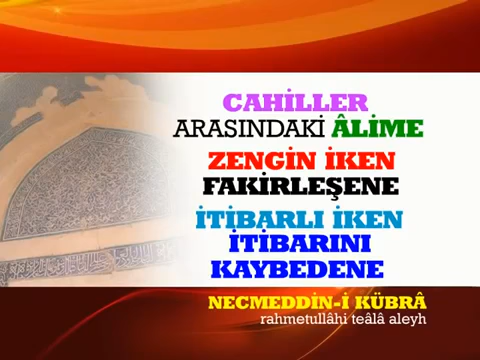 CAHİLLER
ARASINDAKİ ÂLİME
ZENGİN İKEN
FAKİRLEŞENE
İTİBARLI İKEN
İTİBARINI
KAYBEDENE
NECMEDDİN-İ KÜBRÂ
rahmetullâhi teâlâ aleyh